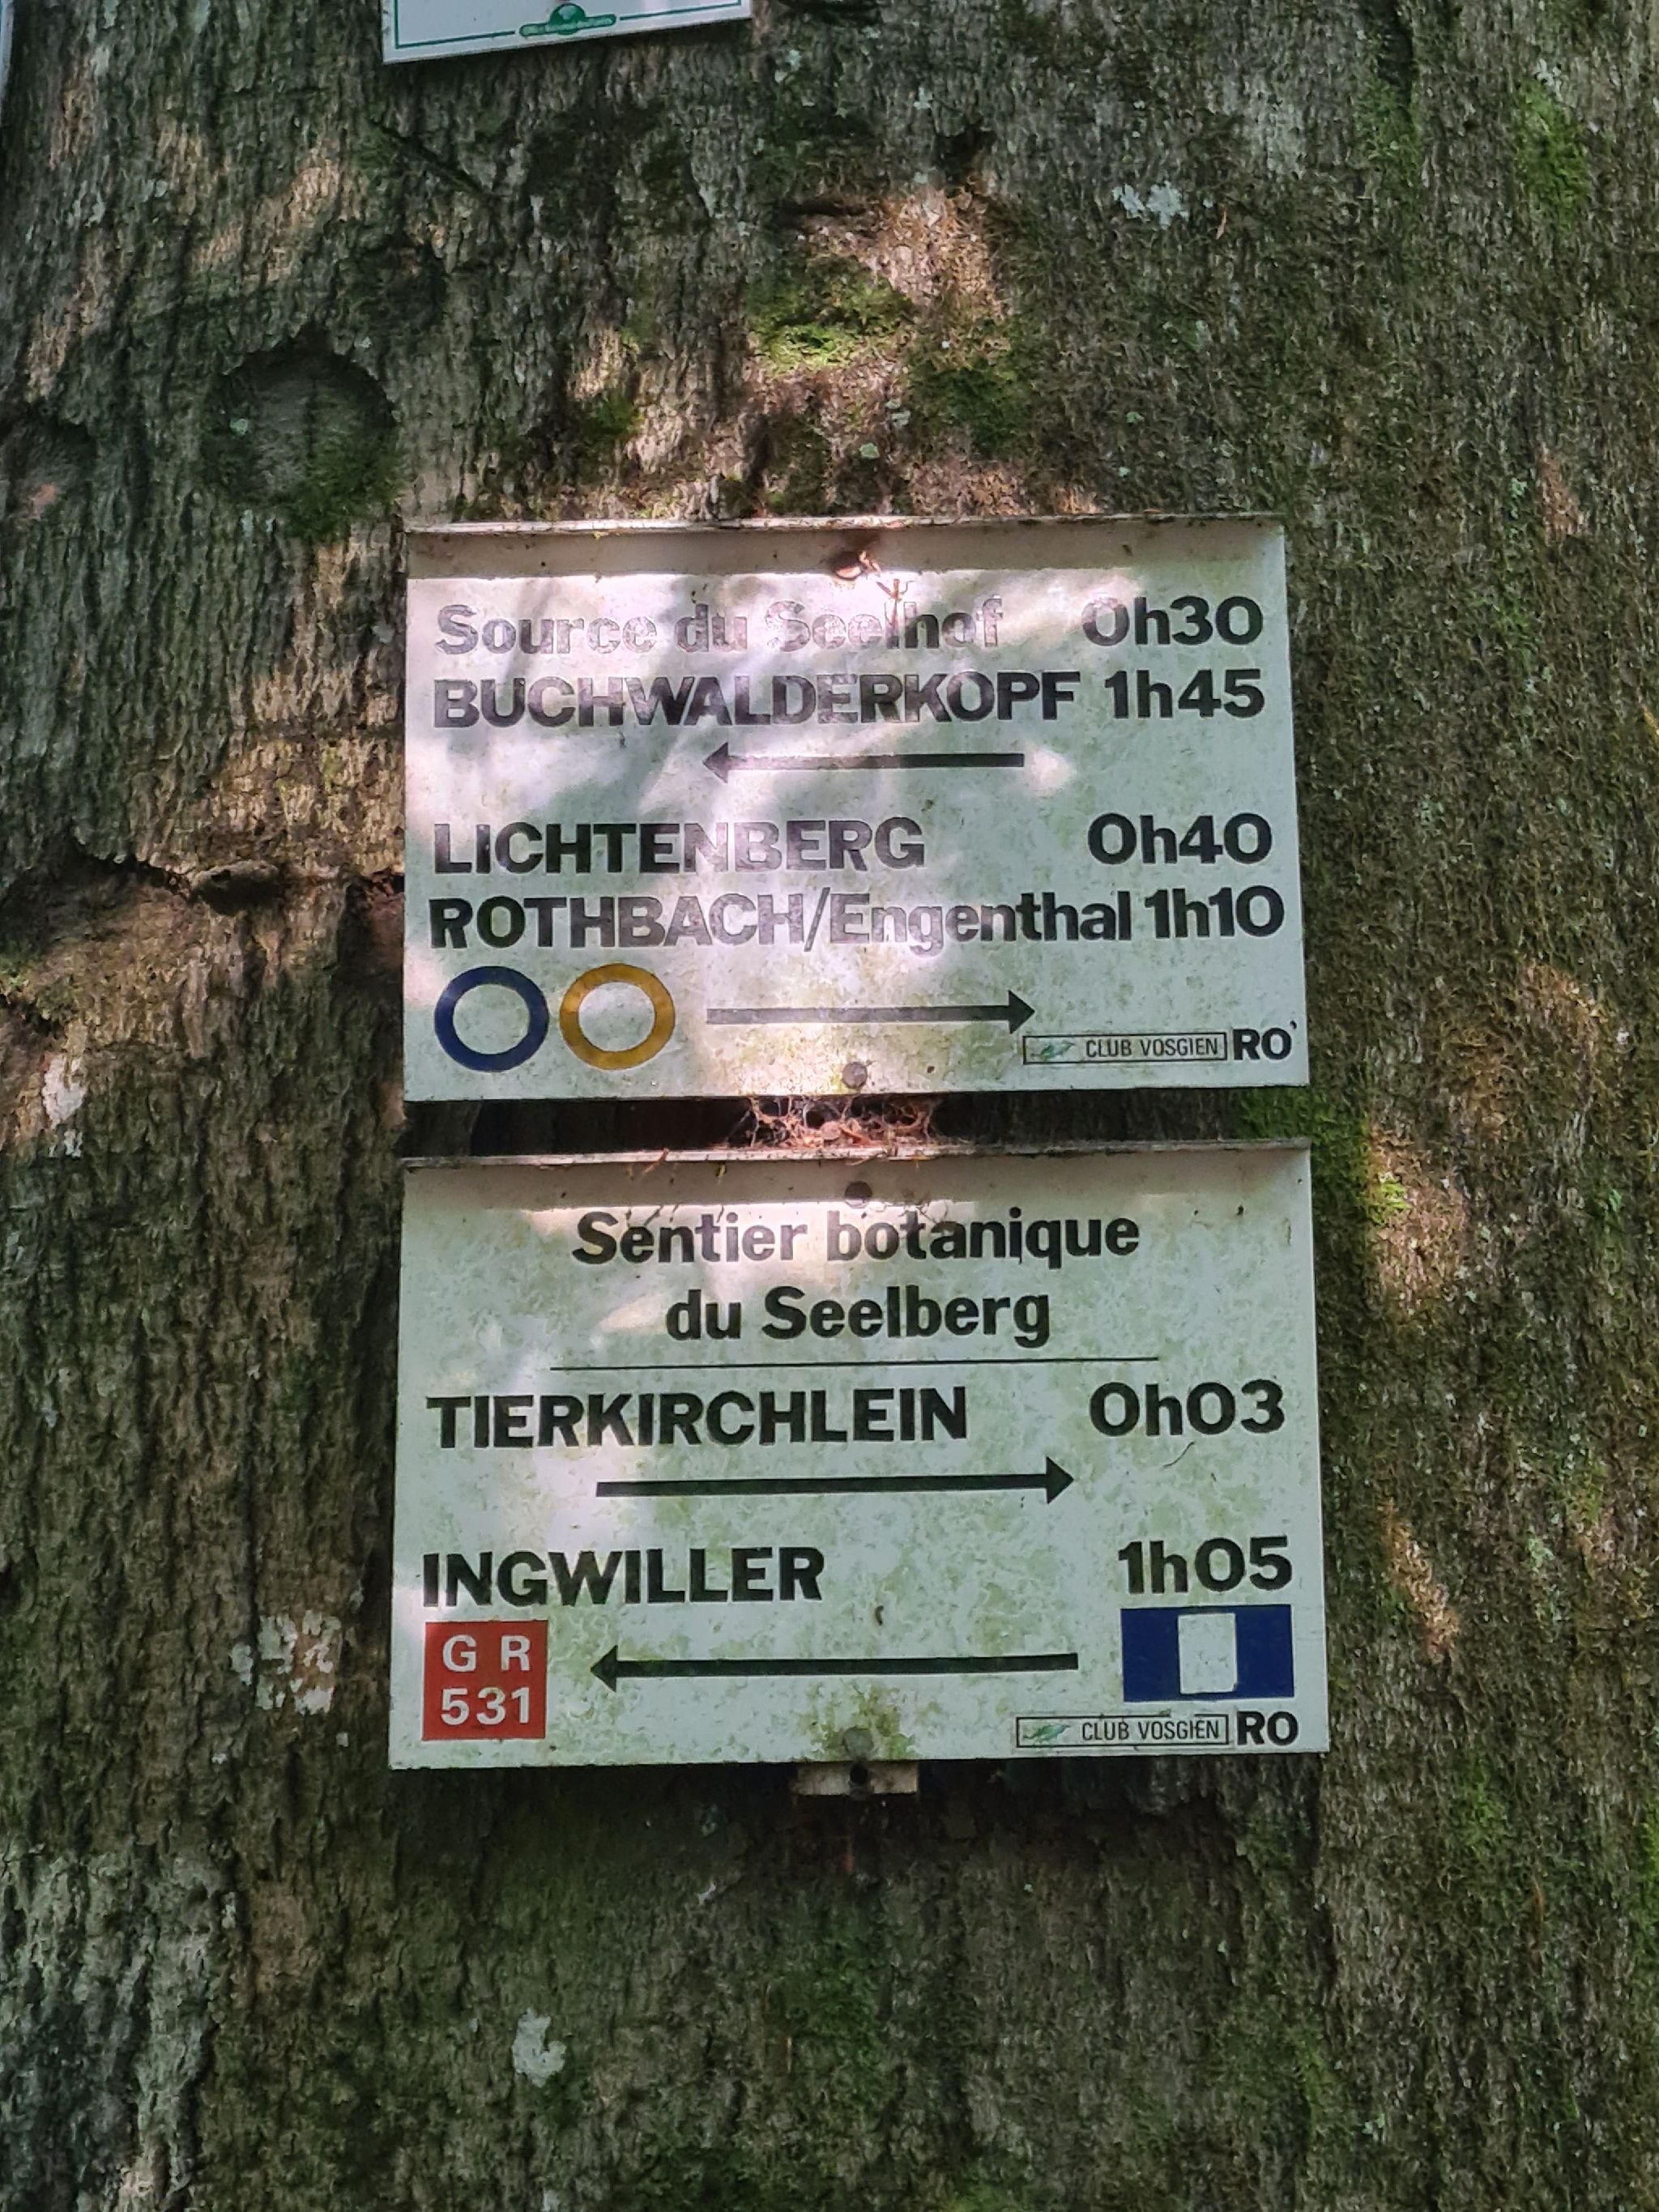 Source du Seelhof 0h30
BUCHWALDERKOPF 1h45
LICHTENBERG 0h40
ROTHBACH/Engenthal 1h10
CLUB VOSGIEN RO
Sentier botanique
du Seelberg
TIERKIRCHLEIN 0h03
INGWILLER 1h05
G R
531
CLUB VOSGIEN RO